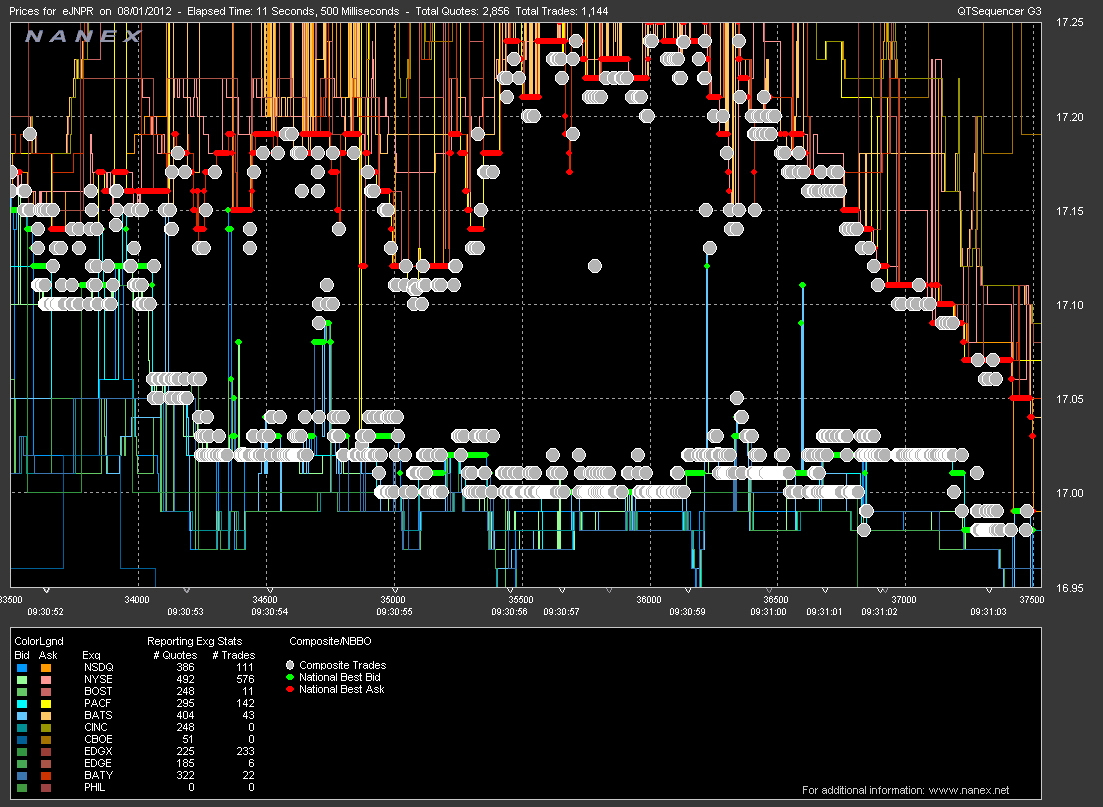 Prices for eJNPR on 08/01/2012 - Elapsed Time: 11 Seconds, 500 Milliseconds - Total Quotes: 2,856 Total Trades: 1,144 QTSequencer G3
NANEX
17.25
17.20
17.15
17.10
17.05
17.00
16.95
33500 34000 34500 35000 35500 36000 36500 37000 37500
09:30:52 09:30:53 09:30:54 09:30:55 09:30:56 09:30:57 09:30:59 09:31:00 09:31:01 09:31:02 09:31:03
ColorLgnd Reporting Exg Stats Composite/NBBO
Bid Ask Exq # Quotes # Trades
NSDQ 386 111
Composite Trades
NYSE 492 576
National Best Bid
BOST 248 11
National Best Ask
PACF 295 142
BATS 404 43
CINC 248 0
CBOE 51 0
EDGX 225 233
EDGE 185 6
BATY 322 22
PHIL 0 0
For additional information: www.nanex.net